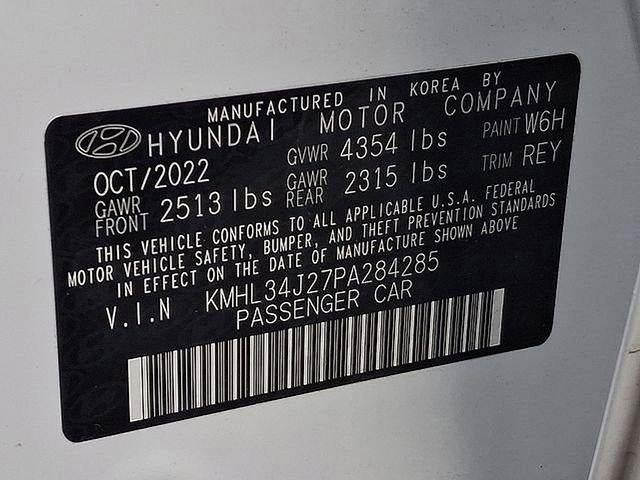 MANUFACTURED IN KOREA BY
HYUNDAI MOTOR COMPANY
OCT/2022 GVWR 4354 lbs PAINT W6H
GAWR FRONT 2513 lbs GAWR REAR 2315 lbs TRIM REY
THIS VEHICLE CONFORMS TO ALL APPLICABLE U.S.A. FEDERAL
MOTOR VEHICLE SAFETY, BUMPER, AND THEFT PREVENTION STANDARDS
IN EFFECT ON THE DATE OF MANUFACTURE SHOWN ABOVE
V.I.N KMHL34J27PA284285
PASSENGER CAR